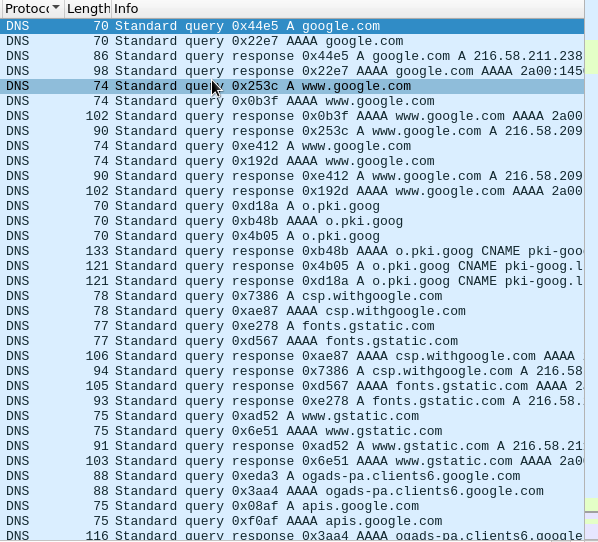 Protocol Length Info
DNS 70 Standard query 0x44e5 A google.com
DNS 70 Standard query 0x22e7 AAAA google.com
DNS 86 Standard query response 0x44e5 A google.com A 216.58.211.238
DNS 98 Standard query response 0x22e7 AAAA google.com AAAA 2a00:145
DNS 74 Standard query 0x253c A www.google.com
DNS 74 Standard query 0x0b3f AAAA www.google.com
DNS 102 Standard query response 0x0b3f AAAA www.google.com AAAA 2a00
DNS 90 Standard query response 0x253c A www.google.com A 216.58.209
DNS 74 Standard query 0xe412 A www.google.com
DNS 74 Standard query 0x192d AAAA www.google.com
DNS 90 Standard query response 0xe412 A www.google.com A 216.58.209
DNS 102 Standard query response 0x192d AAAA www.google.com AAAA 2a00
DNS 70 Standard query 0xd18a A o.pki.goog
DNS 70 Standard query 0xb48b AAAA o.pki.goog
DNS 70 Standard query 0x4b05 A o.pki.goog
DNS 133 Standard query response 0xb48b AAAA o.pki.goog CNAME pki-goo
DNS 121 Standard query response 0x4b05 A o.pki.goog CNAME pki-goog.l
DNS 121 Standard query response 0xd18a A o.pki.goog CNAME pki-goog.l
DNS 78 Standard query 0x7386 A csp.withgoogle.com
DNS 78 Standard query 0xae87 AAAA csp.withgoogle.com
DNS 77 Standard query 0xe278 A fonts.gstatic.com
DNS 77 Standard query 0xd567 AAAA fonts.gstatic.com
DNS 106 Standard query response 0xae87 AAAA csp.withgoogle.com AAAA
DNS 94 Standard query response 0x7386 A csp.withgoogle.com A 216.58
DNS 105 Standard query response 0xd567 AAAA fonts.gstatic.com AAAA 2
DNS 93 Standard query response 0xe278 A fonts.gstatic.com A 216.58.
DNS 75 Standard query 0xad52 A www.gstatic.com
DNS 75 Standard query 0x6e51 AAAA www.gstatic.com
DNS 91 Standard query response 0xad52 A www.gstatic.com A 216.58.21
DNS 103 Standard query response 0x6e51 AAAA www.gstatic.com AAAA 2a0
DNS 88 Standard query 0xeda3 A ogads-pa.clients6.google.com
DNS 88 Standard query 0x3aa4 AAAA ogads-pa.clients6.google.com
DNS 75 Standard query 0x08af A apis.google.com
DNS 75 Standard query 0xf0af AAAA apis.google.com
DNS 116 Standard query response 0x3aa4 AAAA ogads-pa.clients6.google